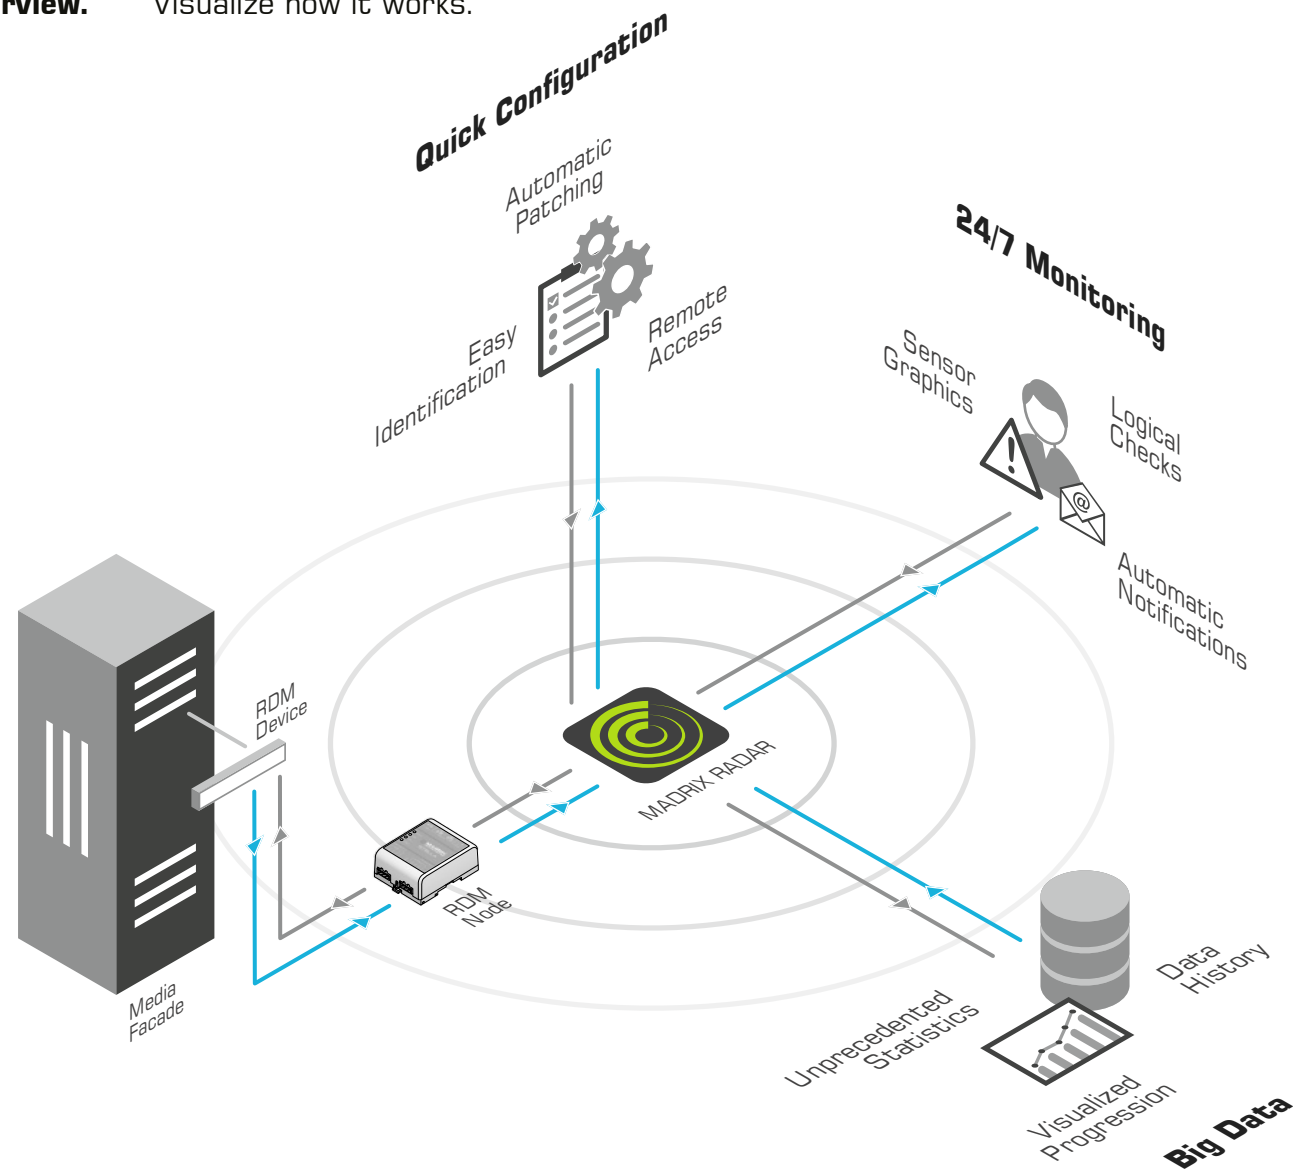 rview. Visualize how it works.
Quick Configuration
Automatic
Patching
Easy
Identification
Remote
Access
24/7 Monitoring
Sensor
Graphics
Logical
Checks
@
Automatic
Notifications
RDM
Device
MADRIX RADAR
RDM
Node
Media
Facade
Data
History
Unprecedented
Statistics
Visualized
Progression
Big Data